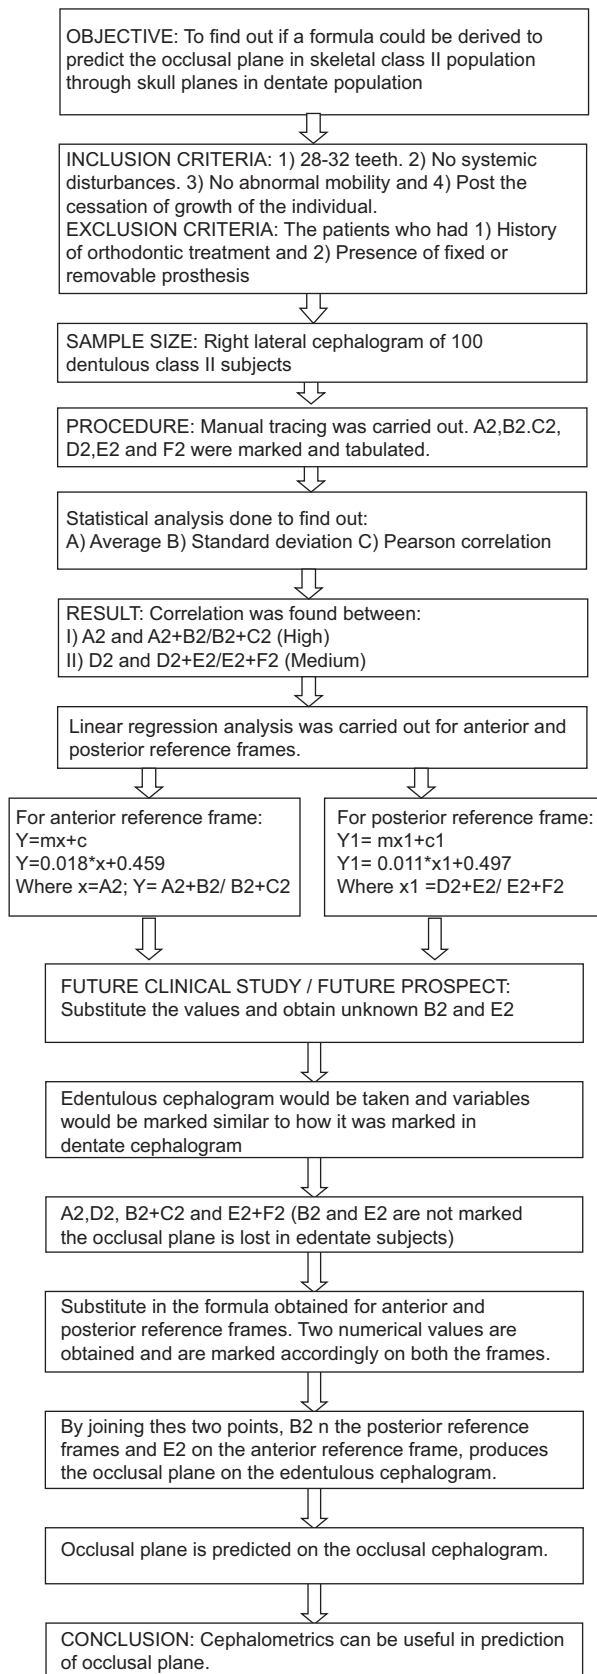 OBJECTIVE: To find out if a formula could be derived to
predict the occlusal plane in skeletal class II population
through skull planes in dentate population
INCLUSION CRITERIA: 1) 28-32 teeth. 2) No systemic
disturbances. 3) No abnormal mobility and 4) Post the
cessation of growth of the individual.
EXCLUSION CRITERIA: The patients who had 1) History
of orthodontic treatment and 2) Presence of fixed or
removable prosthesis
SAMPLE SIZE: Right lateral cephalogram of 100
dentulous class II subjects
PROCEDURE: Manual tracing was carried out. A2,B2.C2,
D2,E2 and F2 were marked and tabulated.
Statistical analysis done to find out:
A) Average B) Standard deviation C) Pearson correlation
RESULT: Correlation was found between:
I) A2 and A2+B2/B2+C2 (High)
II) D2 and D2+E2/E2+F2 (Medium)
Linear regression analysis was carried out for anterior and
posterior reference frames.
For anterior reference frame:
Y=mx+c
Y=0.018*x+0.459
Where x=A2; Y= A2+B2/ B2+C2
For posterior reference frame:
Y1= mx1+c1
Y1= 0.011*x1+0.497
Where x1 =D2+E2/ E2+F2
FUTURE CLINICAL STUDY / FUTURE PROSPECT:
Substitute the values and obtain unknown B2 and E2
Edentulous cephalogram would be taken and variables
would be marked similar to how it was marked in
dentate cephalogram
A2,D2, B2+C2 and E2+F2 (B2 and E2 are not marked
the occlusal plane is lost in edentate subjects)
Substitute in the formula obtained for anterior and
posterior reference frames. Two numerical values are
obtained and are marked accordingly on both the frames.
By joining thes two points, B2 n the posterior reference
frames and E2 on the anterior reference frame, produces
the occlusal plane on the edentulous cephalogram.
Occlusal plane is predicted on the occlusal cephalogram.
CONCLUSION: Cephalometrics can be useful in prediction
of occlusal plane.